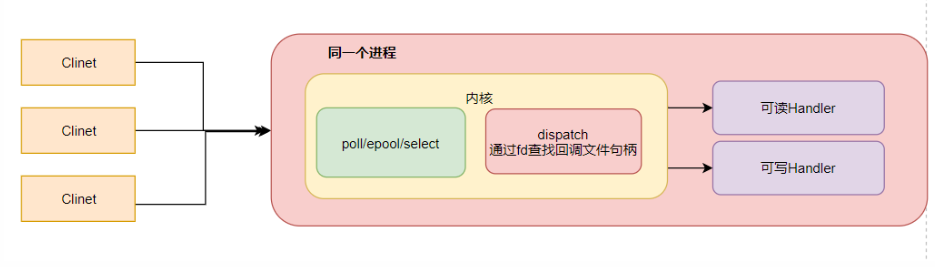 同一个进程
Clinet
内核
可读Handler
poll/epool/select
dispatch
通过fd查找回调文件句柄
Clinet
可写Handler
Clinet